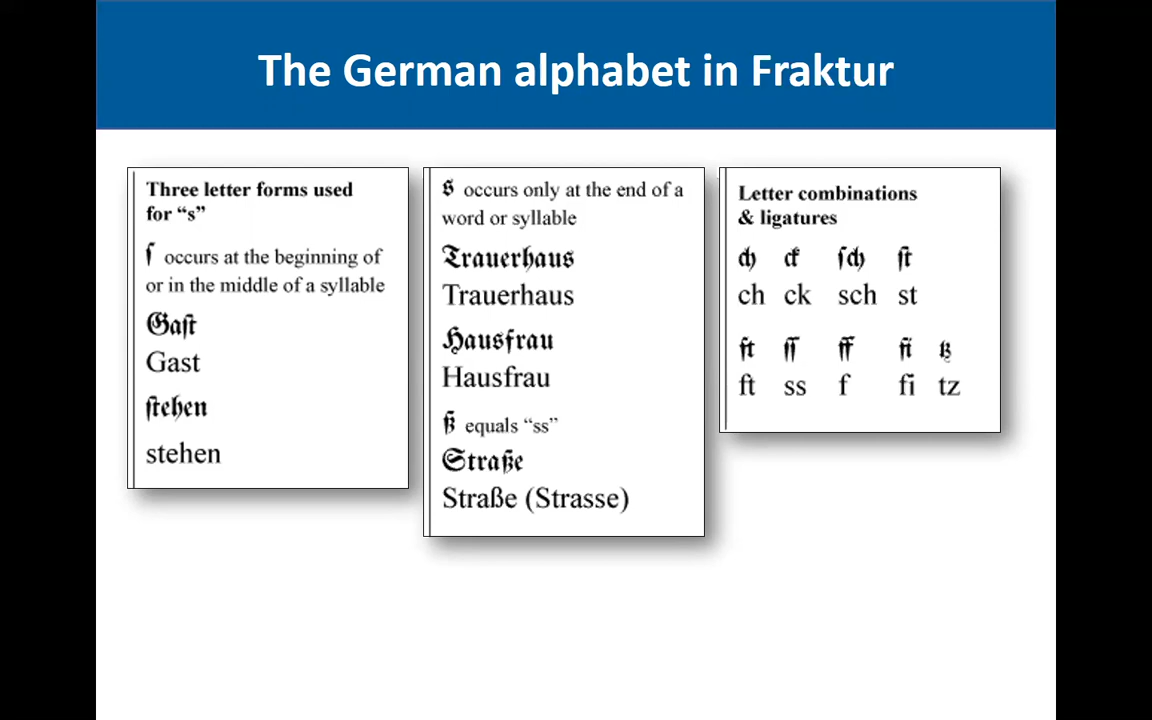 The German alphabet in Fraktur
Three letter forms used
for “s”
ſ occurs at the beginning of
or in the middle of a syllable
Gaſt
Gast
ſtehen
stehen
s occurs only at the end of a
word or syllable
Trauerhaus
Trauerhaus
Hausfrau
Hausfrau
ß equals “ss”
Straße
Straße (Strasse)
Letter combinations
& ligatures
ch ck ſch ſt
ch ck sch st
ft ſſ ff fi tz
ft ss f fi tz